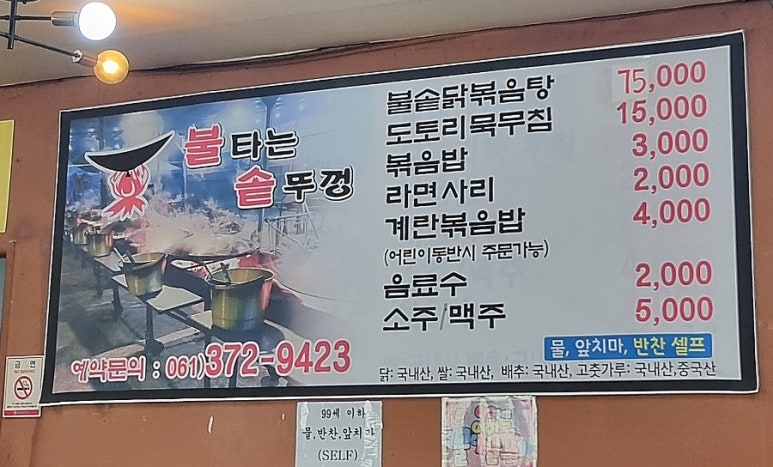 불타는
솥뚜껑
예약문의 : 061)372-9423
불솥닭볶음탕 75,000
도토리묵무침 15,000
볶음밥 3,000
라면사리 2,000
계란볶음밥 4,000
(어린이동반시 주문가능)
음료수 2,000
소주/맥주 5,000
물, 앞치마, 반찬 셀프
닭: 국내산, 쌀: 국내산, 배추: 국내산, 고춧가루: 국내산,중국산
금 연
NO SMOKING
99세 이하
물,반찬,앞치마
(SELF)